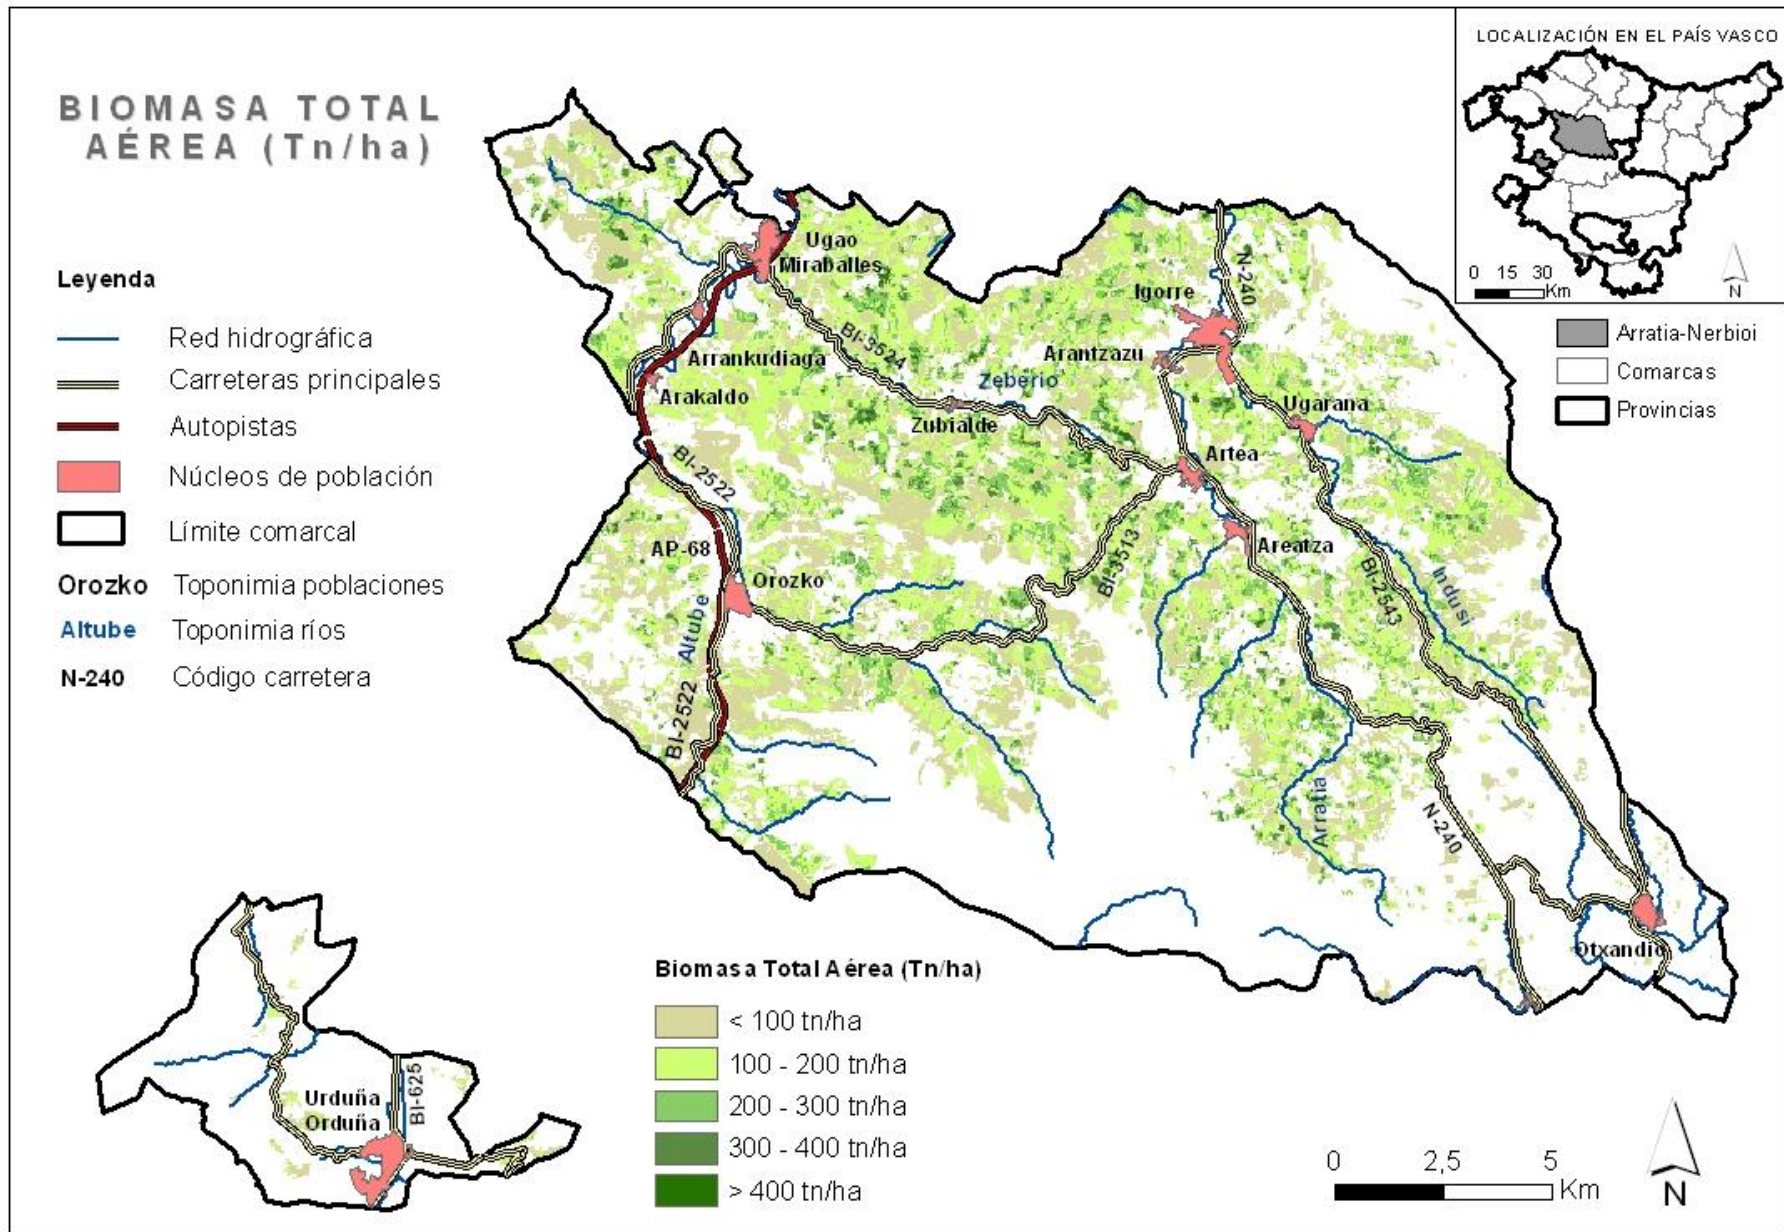 BIOMASA TOTAL
AÉREA (Tn/ha)
LOCALIZACIÓN EN EL PAÍS VASCO
0 15 30
Km
N
Arratia-Nerbioi
Comarcas
Provincias
Leyenda
Red hidrográfica
Carreteras principales
Autopistas
Núcleos de población
Límite comarcal
Orozko Toponimia poblaciones
Altube Toponimia ríos
N-240 Código carretera
Ugao
Miraballes
N-240
Igorre
BI-3524
Arantzazu
Arrankudiaga
Arakaldo
Zeberio
Zubialde
Ugarana
Artea
BI-2522
AP-68
Areatza
BI-3513
Orozko
BI-2543
Indusi
Altube
BI-2522
Arratia
N-240
Otxandio
Urduña
Orduña
BI-625
Biomasa Total Aérea (Tn/ha)
< 100 tn/ha
100 - 200 tn/ha
200 - 300 tn/ha
300 - 400 tn/ha
> 400 tn/ha
0 2,5 5
Km
N